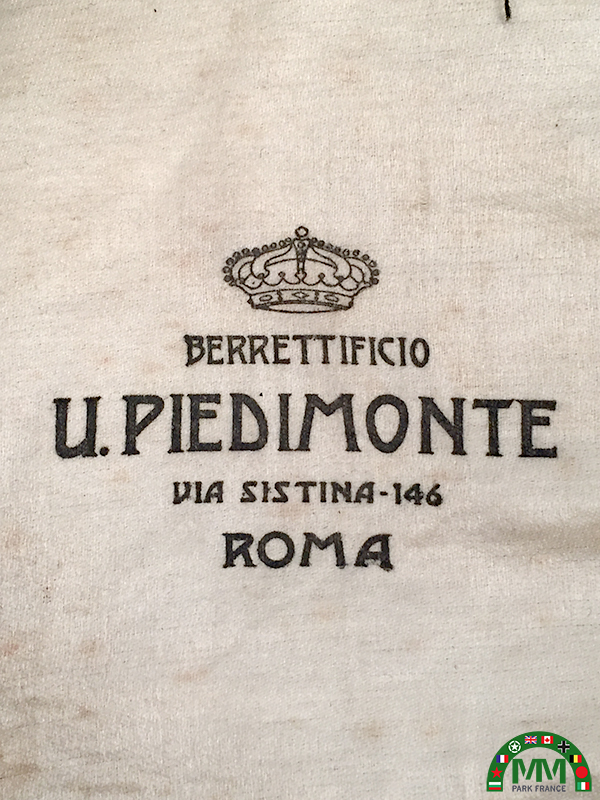 BERRETTIFICIO
U. PIEDIMONTE
VIA SISTINA-146
ROMA
MM
PARK FRANCE